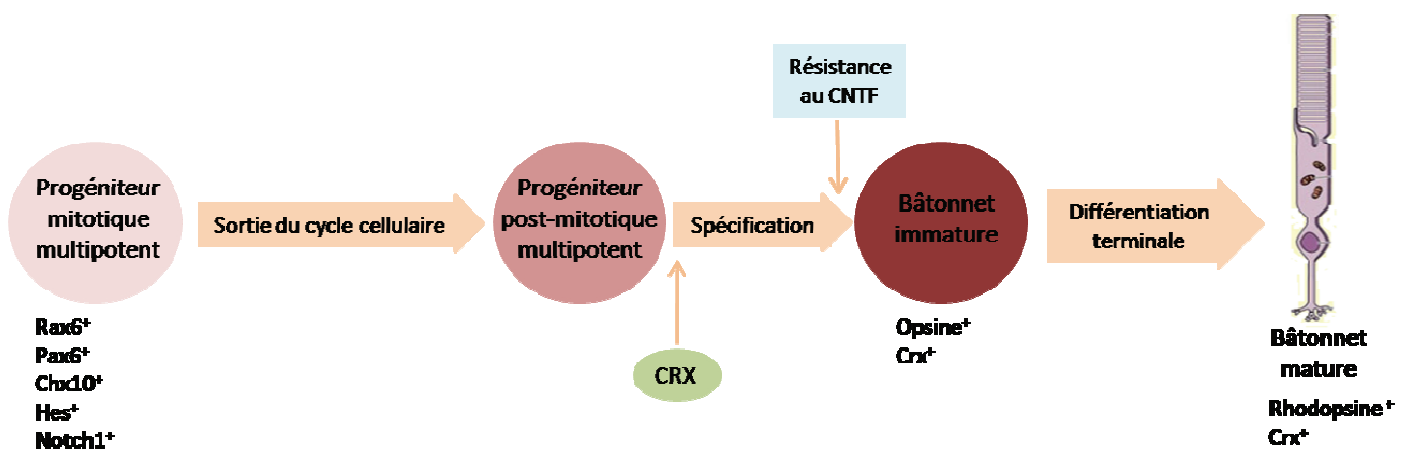 Résistance
au CNTF
Progéniteur
mitotique
multipotent
Sortie du cycle cellulaire
Progéniteur
post-mitotique
multipotent
Spécification
Bâtonnet
immature
Différentiation
terminale
Rax6⁺
Pax6⁺
Chx10⁺
Hes⁺
Notch1⁺
CRX
Opsine⁺
Crx⁺
Bâtonnet
mature
Rhodopsine⁺
Crx⁺